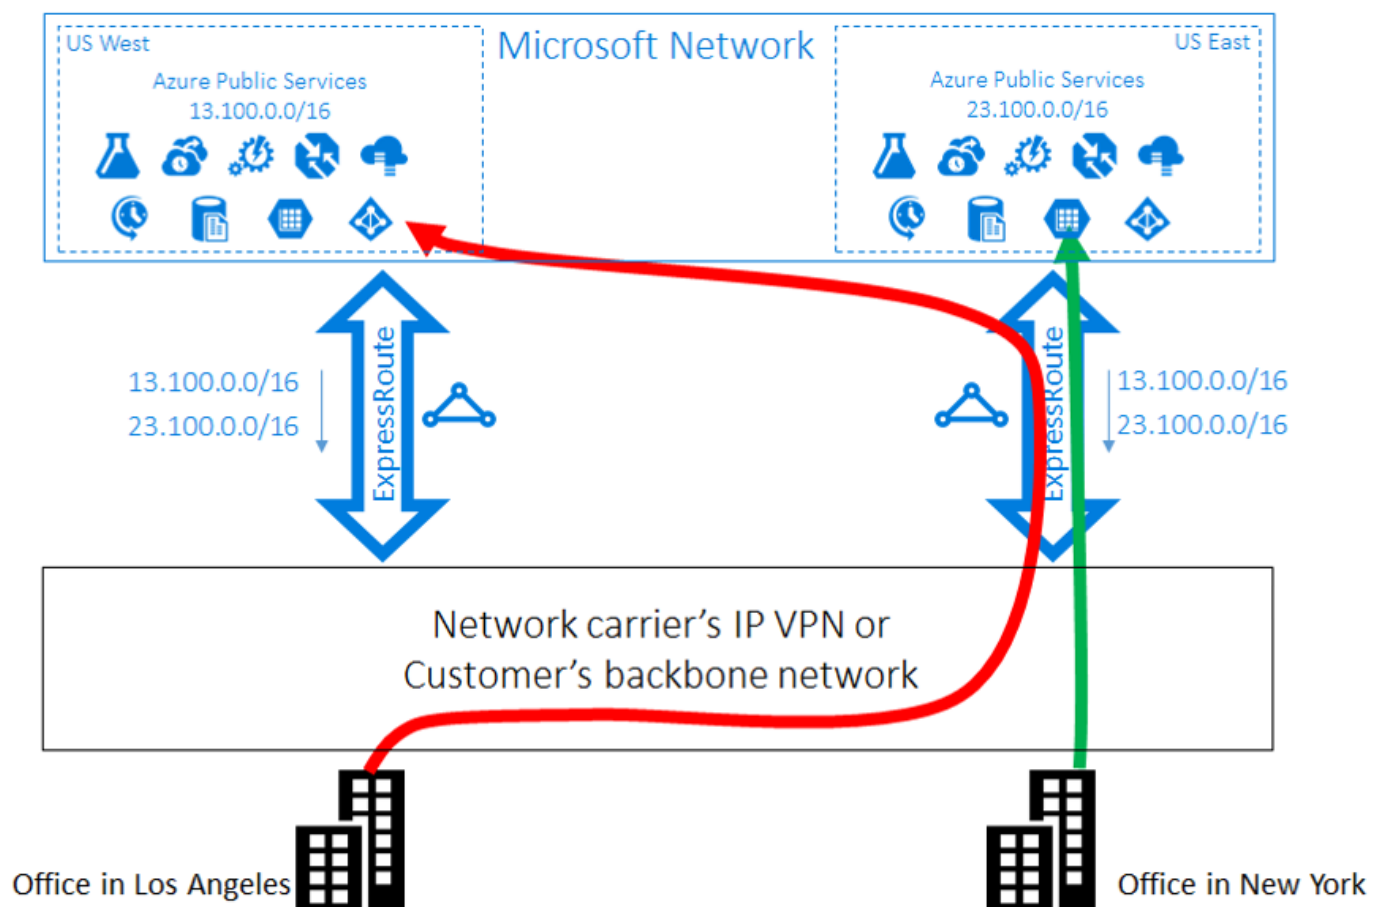 US West
Microsoft Network
US East
Azure Public Services
13.100.0.0/16
Azure Public Services
23.100.0.0/16
ExpressRoute
13.100.0.0/16
23.100.0.0/16
ExpressRoute
13.100.0.0/16
23.100.0.0/16
Network carrier’s IP VPN or
Customer’s backbone network
Office in Los Angeles
Office in New York